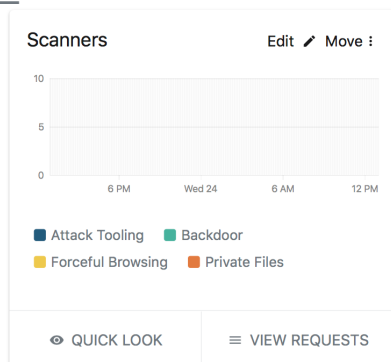 Scanners Edit Move
10
5
0
6 PM Wed 24 6 AM 12 PM
Attack Tooling Backdoor
Forceful Browsing Private Files
QUICK LOOK VIEW REQUESTS